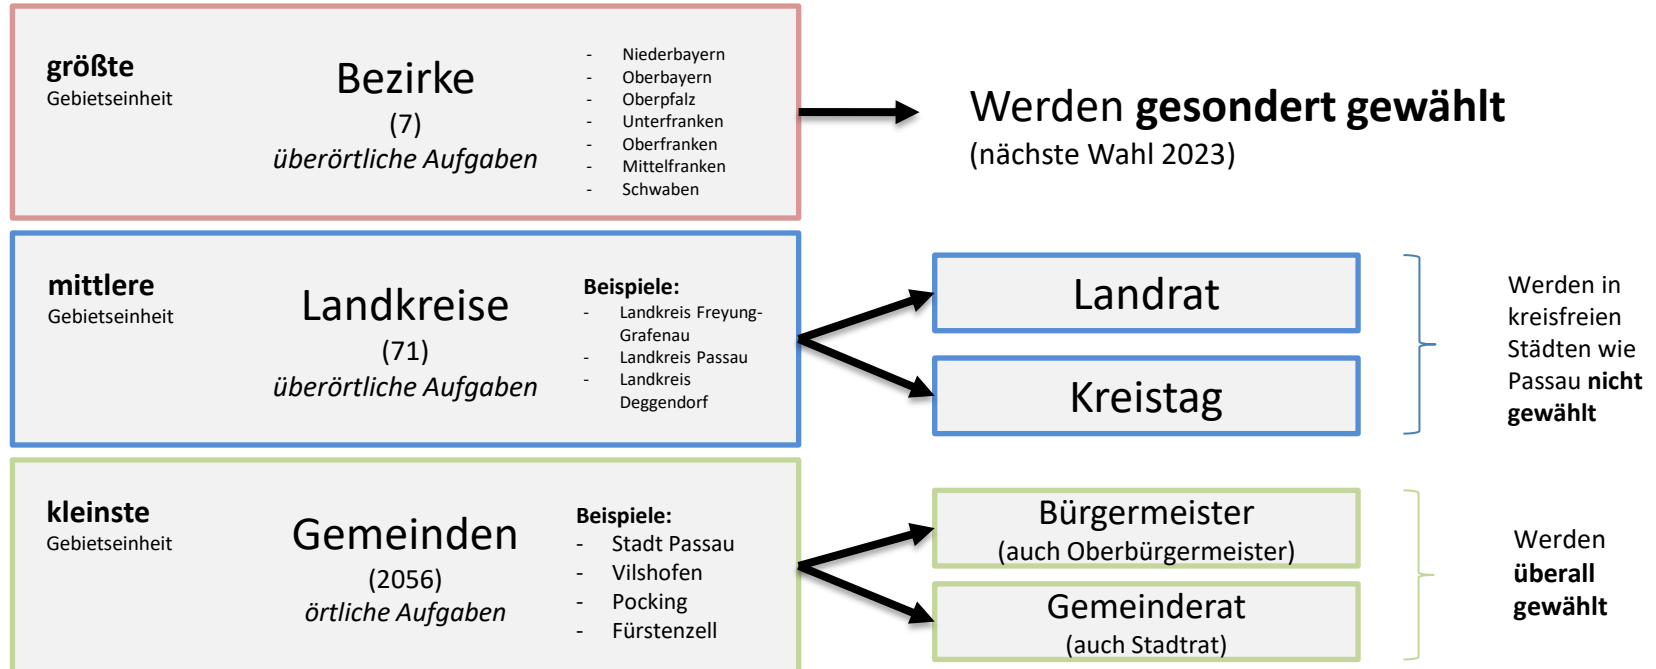 größte
Gebietseinheit
Bezirke
(7)
überörtliche Aufgaben
- Niederbayern
- Oberbayern
- Oberpfalz
- Unterfranken
- Oberfranken
- Mittelfranken
- Schwaben
Werden gesondert gewählt
(nächste Wahl 2023)
mittlere
Gebietseinheit
Landkreise
(71)
überörtliche Aufgaben
Beispiele:
- Landkreis Freyung-
Grafenau
- Landkreis Passau
- Landkreis
Deggendorf
Landrat
Kreistag
Werden in
kreisfreien
Städten wie
Passau nicht
gewählt
kleinste
Gebietseinheit
Gemeinden
(2056)
örtliche Aufgaben
Beispiele:
- Stadt Passau
- Vilshofen
- Pocking
- Fürstenzell
Bürgermeister
(auch Oberbürgermeister)
Gemeinderat
(auch Stadtrat)
Werden
überall
gewählt